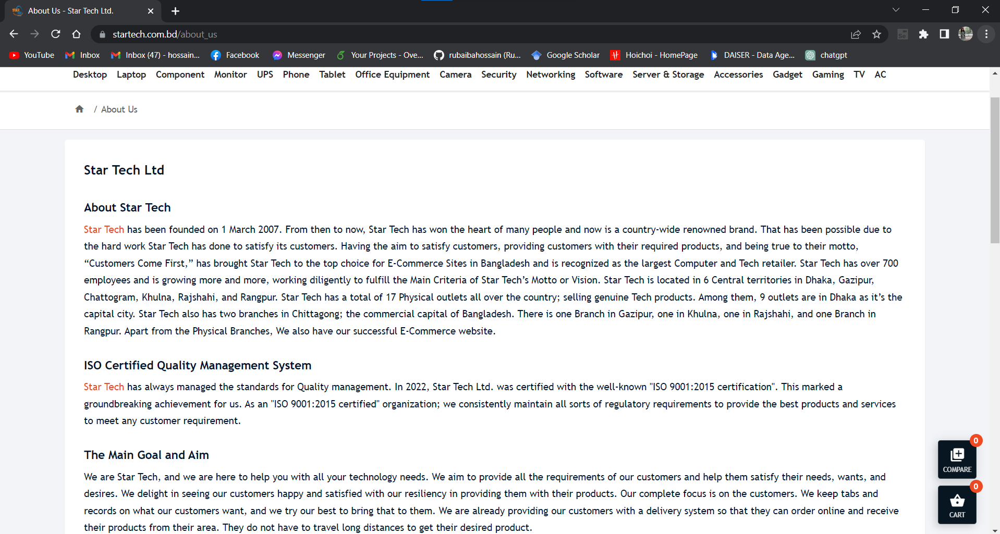 About Us - Star Tech Ltd.
startech.com.bd/about_us
YouTube Inbox Inbox (47) - hossain... Facebook Messenger Your Projects - Ove... rubaibahossain (Ru... Google Scholar Hoichoi - HomePage DAISER - Data Age... chatgpt
Desktop Laptop Component Monitor UPS Phone Tablet Office Equipment Camera Security Networking Software Server & Storage Accessories Gadget Gaming TV AC
/ About Us
Star Tech Ltd
About Star Tech
Star Tech has been founded on 1 March 2007. From then to now, Star Tech has won the heart of many people and now is a country-wide renowned brand. That has been possible due to
the hard work Star Tech has done to satisfy its customers. Having the aim to satisfy customers, providing customers with their required products, and being true to their motto,
“Customers Come First,” has brought Star Tech to the top choice for E-Commerce Sites in Bangladesh and is recognized as the largest Computer and Tech retailer. Star Tech has over 700
employees and is growing more and more, working diligently to fulfill the Main Criteria of Star Tech’s Motto or Vision. Star Tech is located in 6 Central territories in Dhaka, Gazipur,
Chattogram, Khulna, Rajshahi, and Rangpur. Star Tech has a total of 17 Physical outlets all over the country; selling genuine Tech products. Among them, 9 outlets are in Dhaka as it’s the
capital city. Star Tech also has two branches in Chittagong; the commercial capital of Bangladesh. There is one Branch in Gazipur, one in Khulna, one in Rajshahi, and one Branch in
Rangpur. Apart from the Physical Branches, We also have our successful E-Commerce website.
ISO Certified Quality Management System
Star Tech has always managed the standards for Quality management. In 2022, Star Tech Ltd. was certified with the well-known "ISO 9001:2015 certification". This marked a
groundbreaking achievement for us. As an "ISO 9001:2015 certified" organization; we consistently maintain all sorts of regulatory requirements to provide the best products and services
to meet any customer requirement.
The Main Goal and Aim
We are Star Tech, and we are here to help you with all your technology needs. We aim to provide all the requirements of our customers and help them satisfy their needs, wants, and
desires. We delight in seeing our customers happy and satisfied with our resiliency in providing them with their products. Our complete focus is on the customers. We keep tabs and
records on what our customers want, and we try our best to bring that to them. We are already providing our customers with a delivery system so that they can order online and receive
their products from their area. They do not have to travel long distances to get their desired product.
0
COMPARE
0
CART